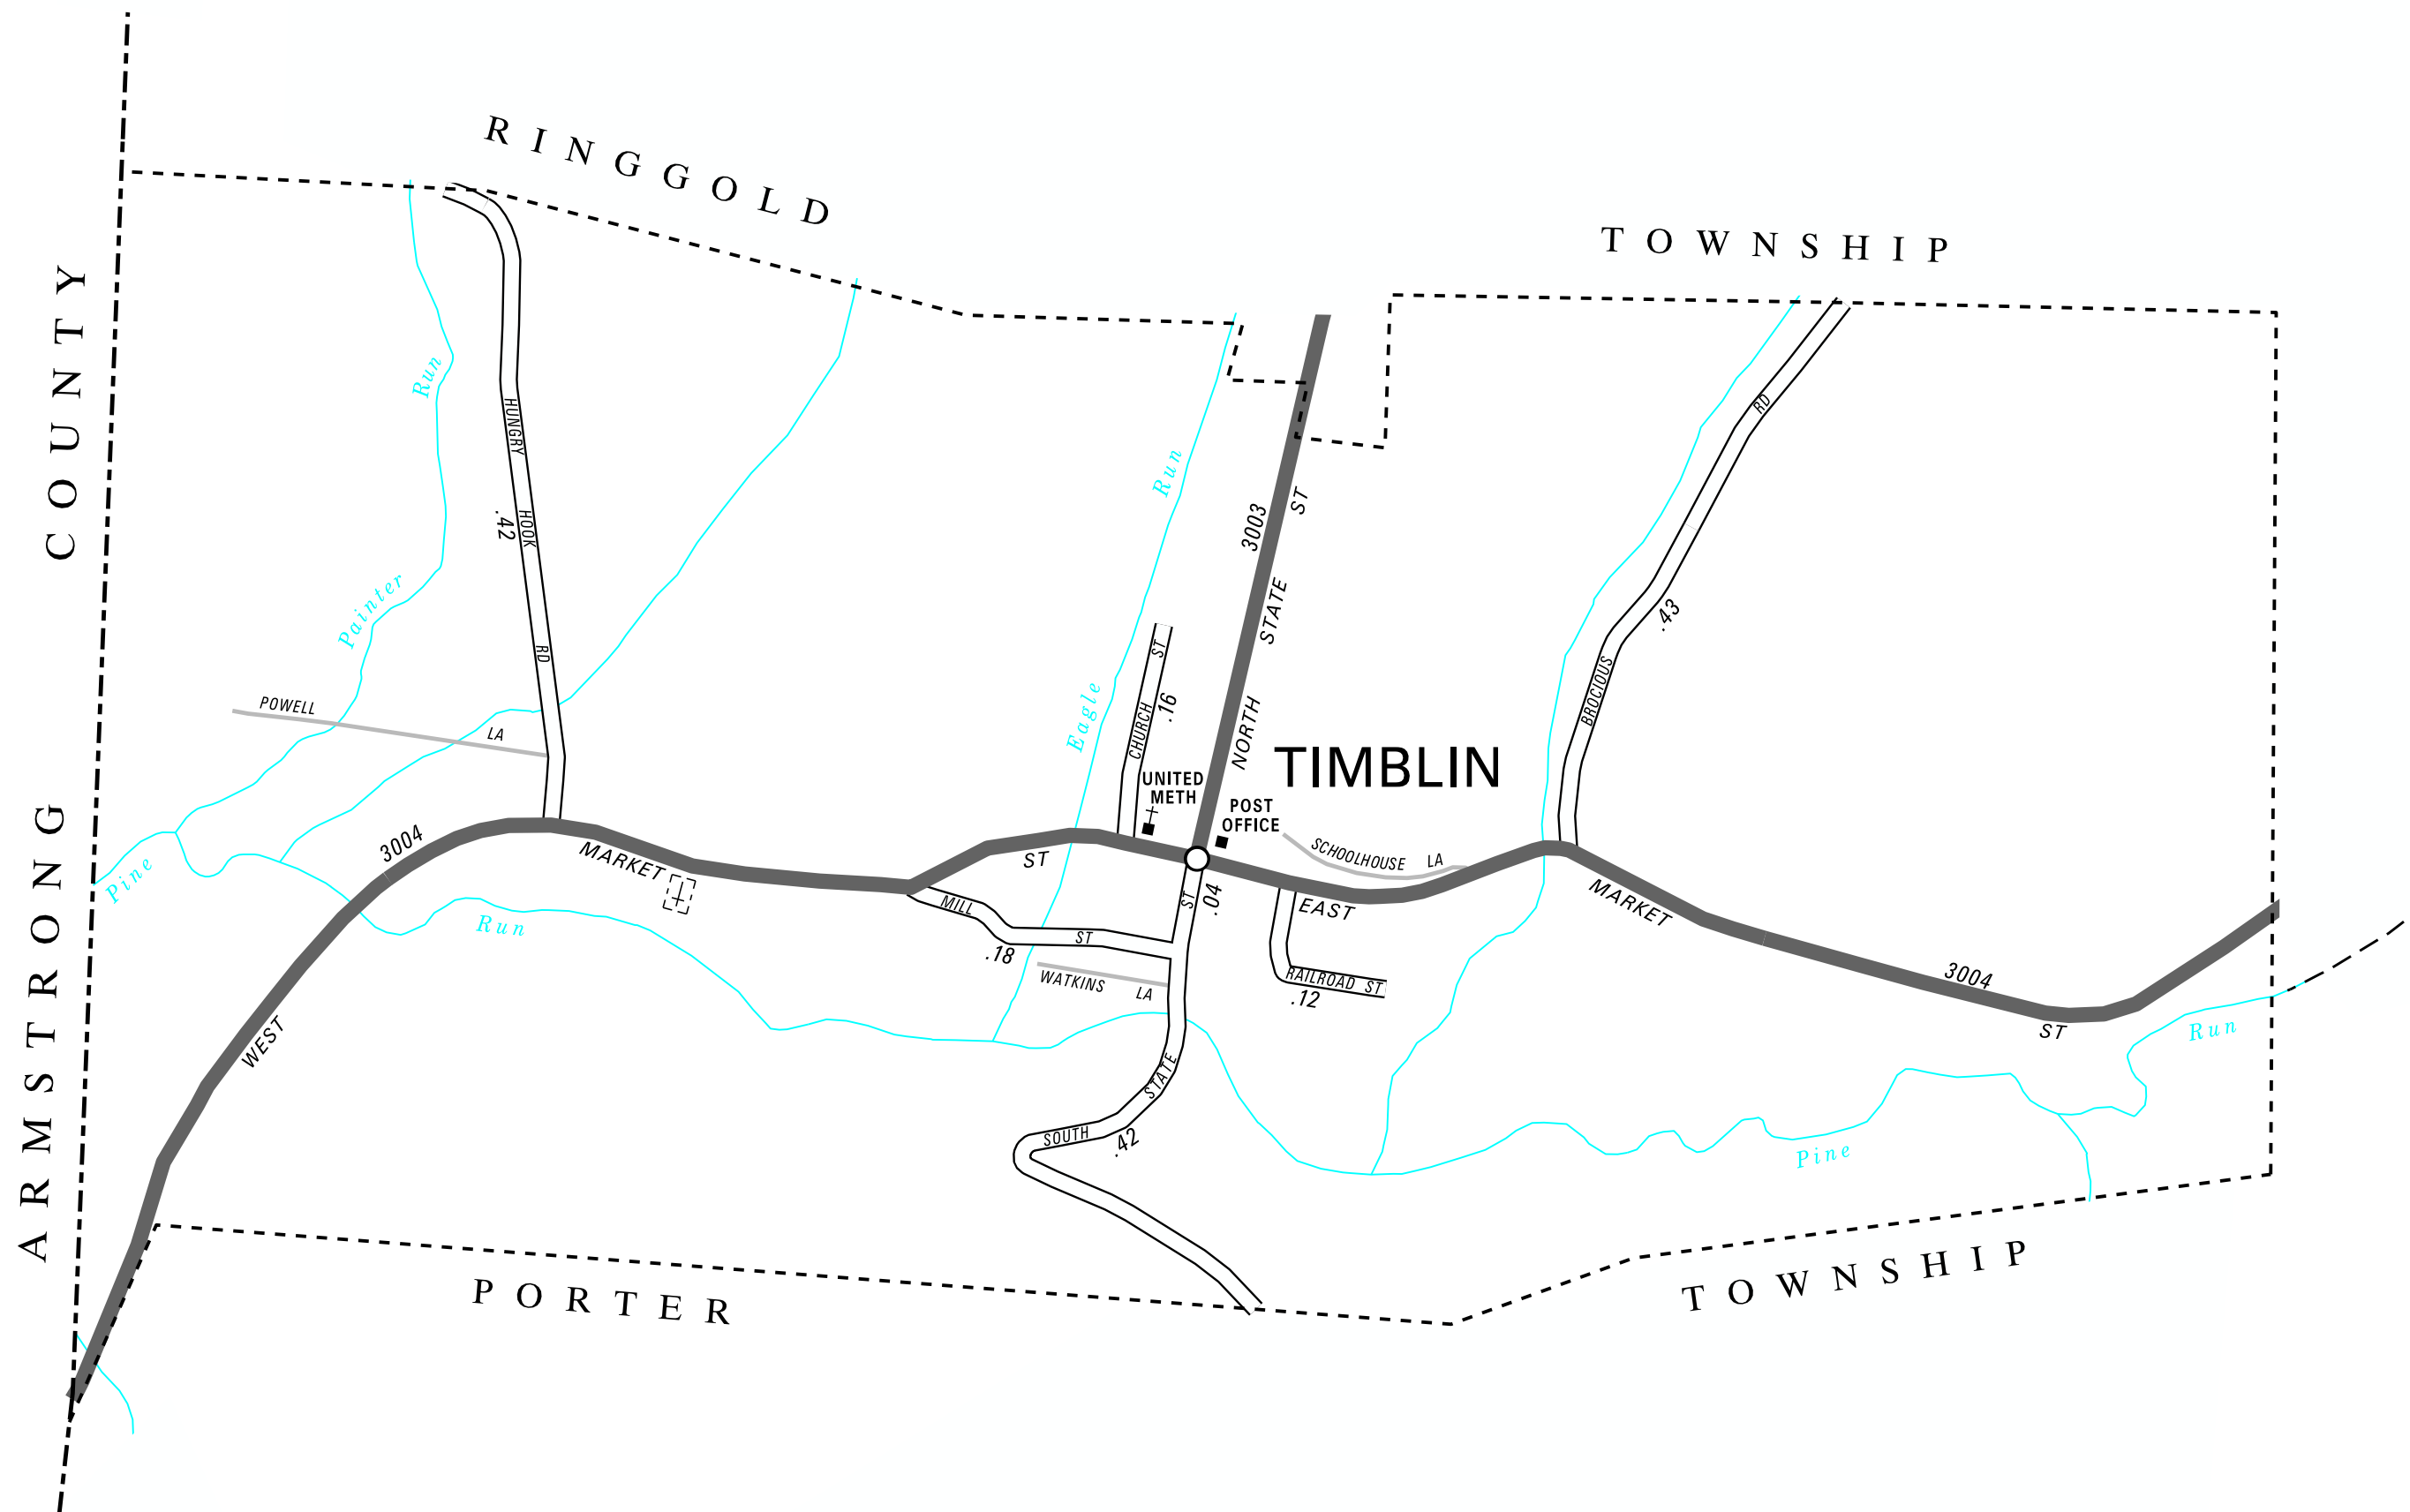 RINGGOLD
TOWNSHIP
ARMSTRONG COUNTY
Painter Run
HUNGRY HOOK RD
.42
POWELL LA
Eagle Run
CHURCH ST
.16
3003
NORTH STATE ST
BROCIOUS RD
.43
TIMBLIN
UNITED
METH
POST
OFFICE
SCHOOLHOUSE LA
3004
WEST MARKET ST
EAST MARKET ST
3004
MILL ST
.18
WATKINS LA
.04
RAILROAD ST
.12
SOUTH STATE ST
.42
Pine Run
Pine Run
PORTER
TOWNSHIP